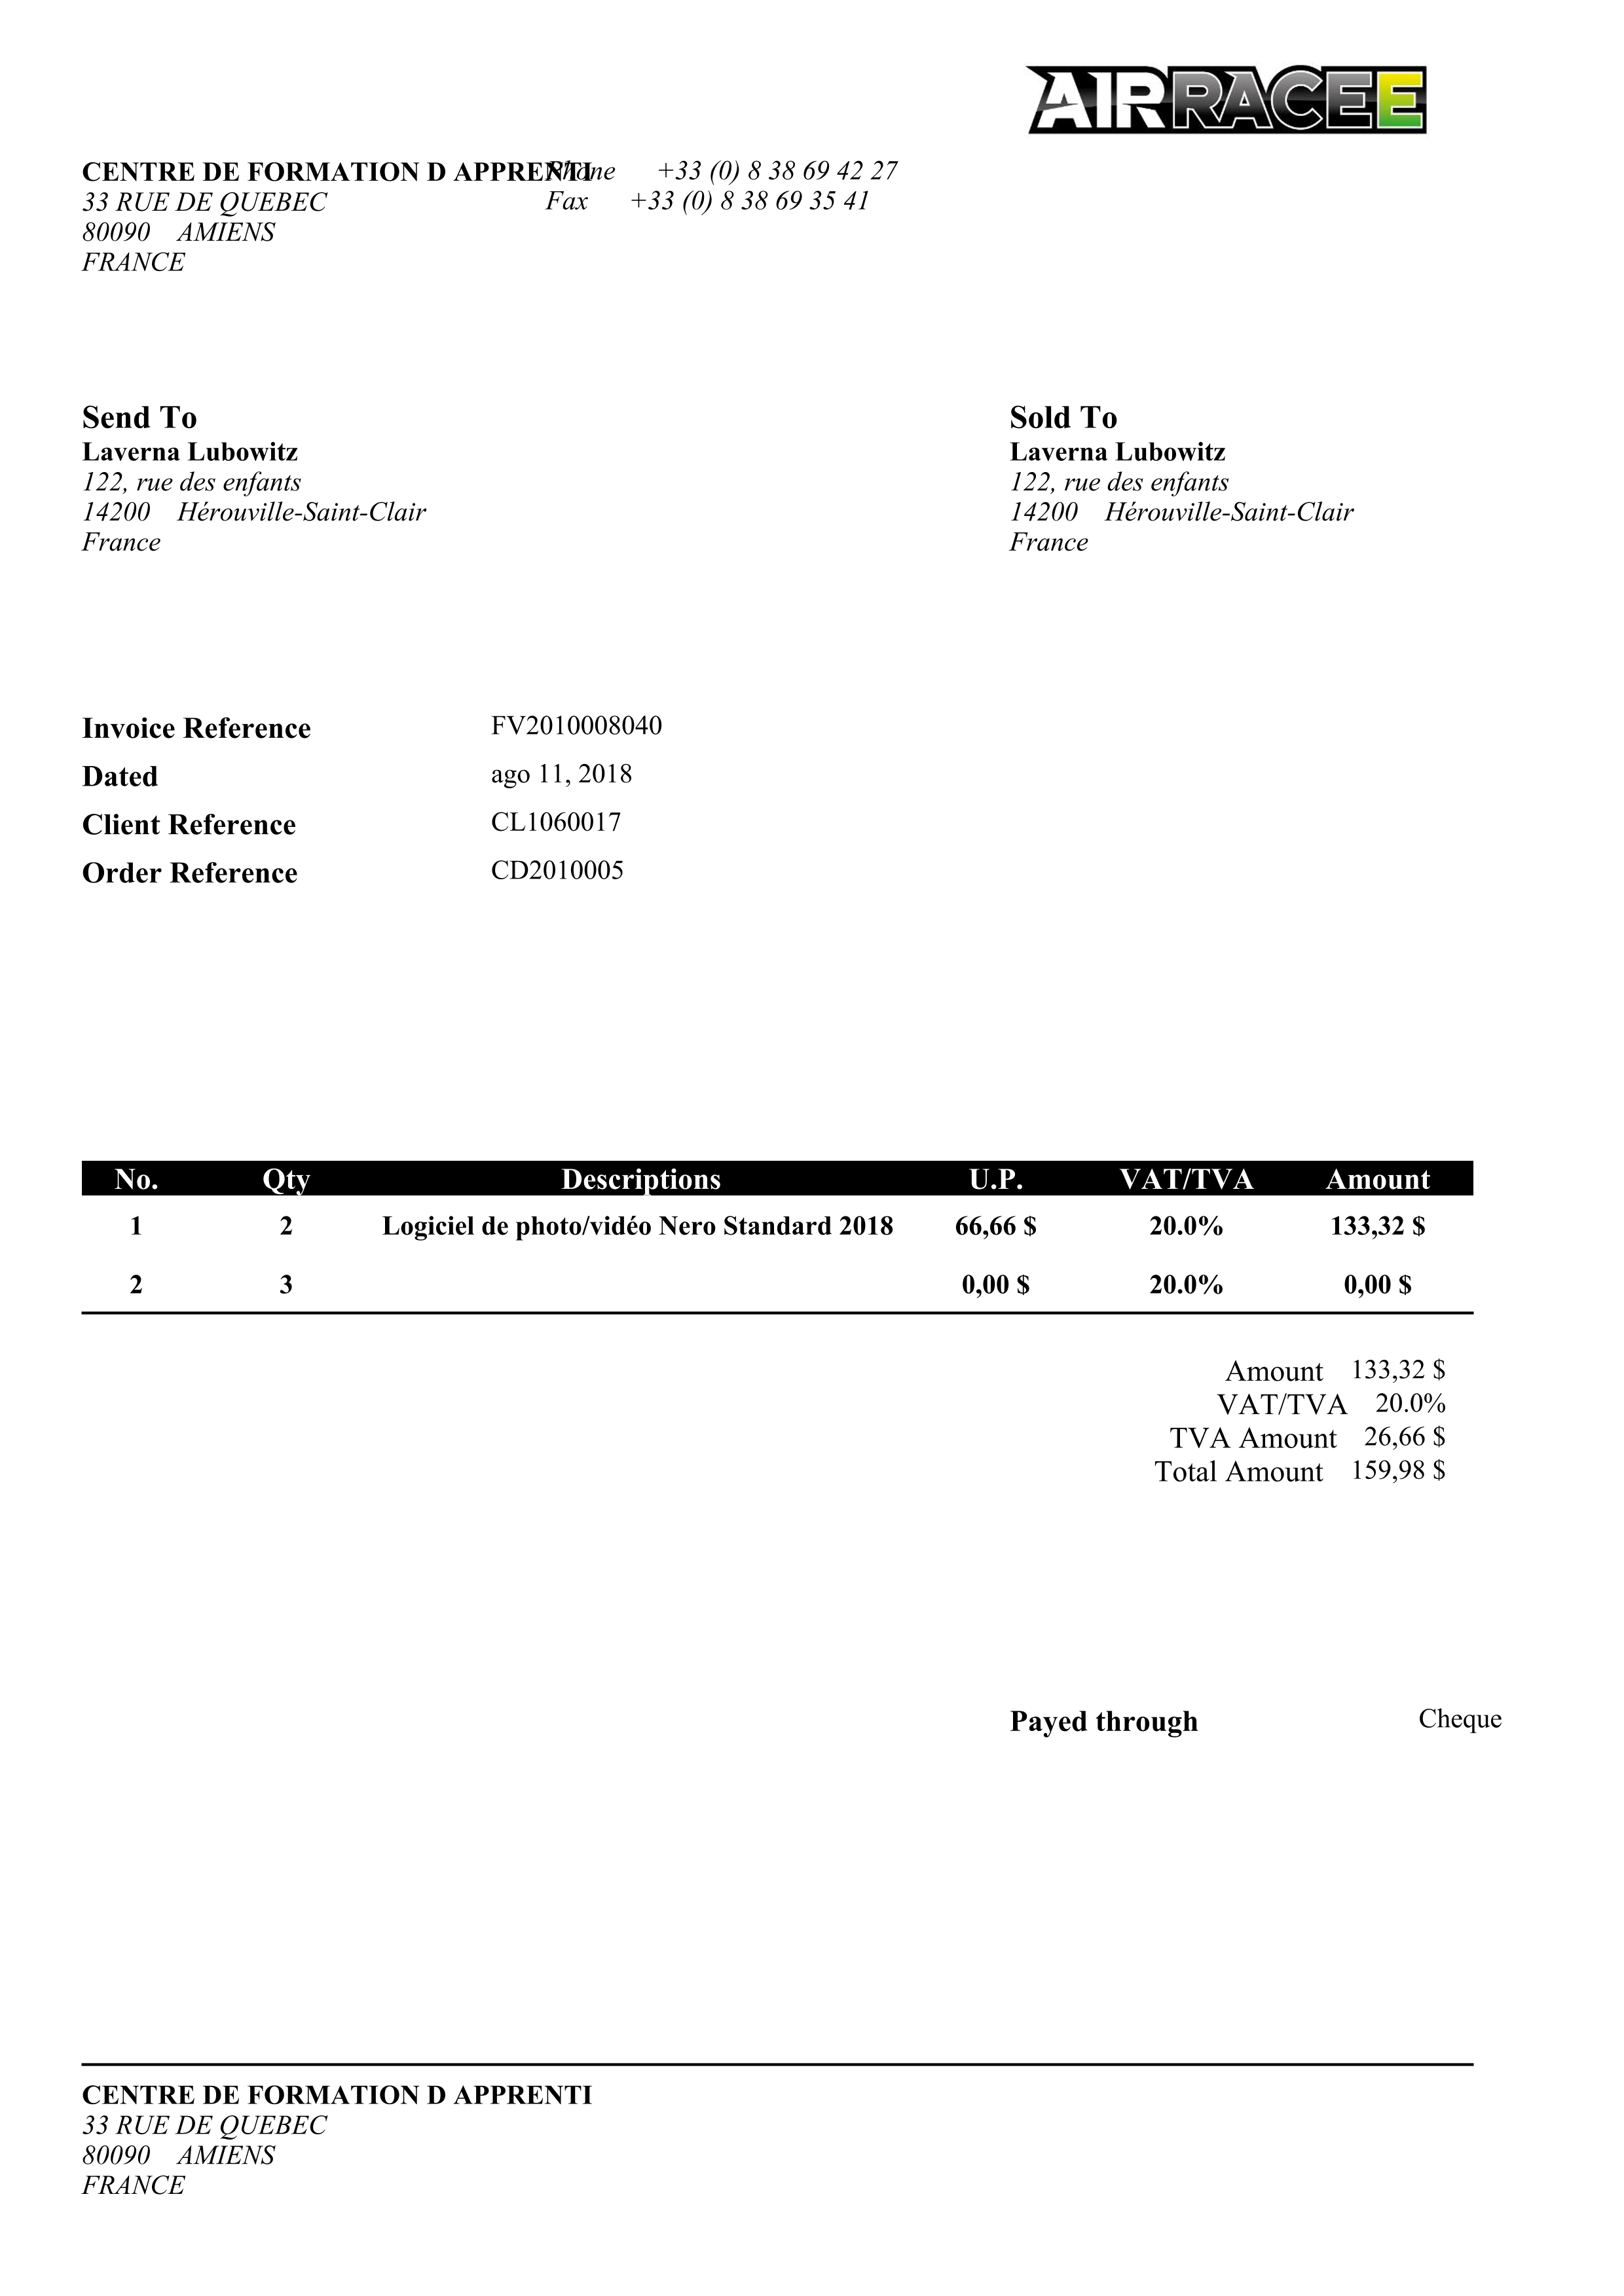 AIRRACEE
CENTRE DE FORMATION D APPRENTI
Phone +33 (0) 8 38 69 42 27
33 RUE DE QUEBEC
Fax +33 (0) 8 38 69 35 41
80090 AMIENS
FRANCE
Send To
Laverna Lubowitz
122, rue des enfants
14200 Hérouville-Saint-Clair
France
Sold To
Laverna Lubowitz
122, rue des enfants
14200 Hérouville-Saint-Clair
France
Invoice Reference FV2010008040
Dated ago 11, 2018
Client Reference CL1060017
Order Reference CD2010005
No. Qty Descriptions U.P. VAT/TVA Amount
1 2 Logiciel de photo/vidéo Nero Standard 2018 66,66 $ 20.0% 133,32 $
2 3 0,00 $ 20.0% 0,00 $
Amount 133,32 $
VAT/TVA 20.0%
TVA Amount 26,66 $
Total Amount 159,98 $
Payed through Cheque
CENTRE DE FORMATION D APPRENTI
33 RUE DE QUEBEC
80090 AMIENS
FRANCE